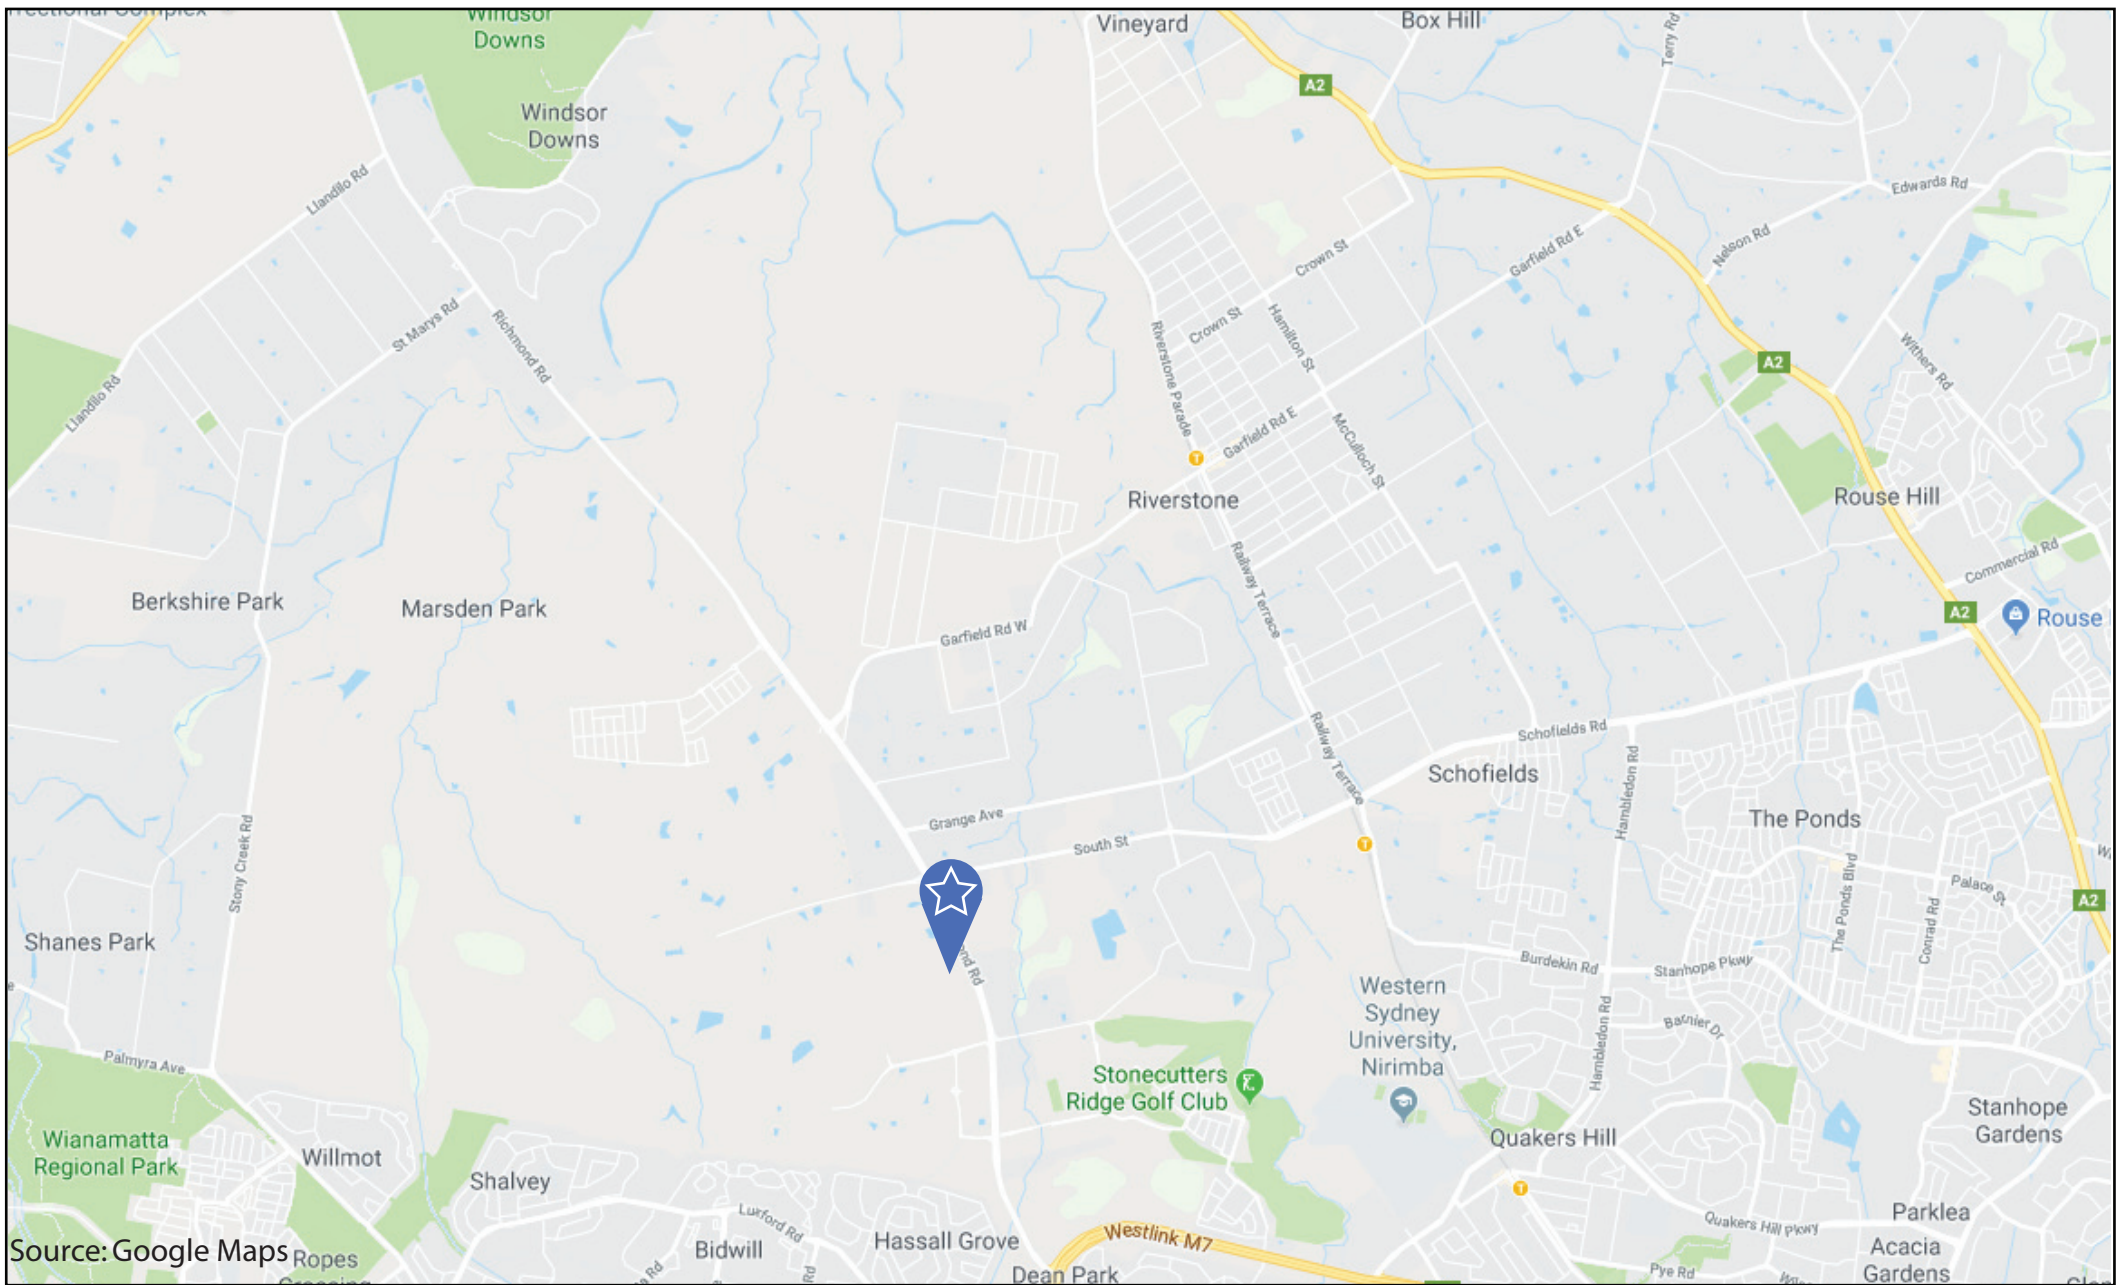 Windsor
Downs
Vineyard
Box Hill
A2
Terry Rd
Windsor
Downs
Llandilo Rd
Edwards Rd
Nelson Rd
Garfield Rd E
Crown St
St Marys Rd
Richmond Rd
Crown St
Hamilton St
Riverstone Parade
A2
Withers Rd
Llandilo Rd
Garfield Rd E
McCulloch St
T
Riverstone
Rouse Hill
Railway Terrace
Commercial Rd
Berkshire Park
Marsden Park
A2
Rouse
Garfield Rd W
Railway Terrace
Schofields Rd
Schofields
Hambledon Rd
Grange Ave
The Ponds
South St
T
Stony Creek Rd
The Ponds Blvd
Palace St
A2
Conrad Rd
Shanes Park
nd Rd
Burdekin Rd
Stanhope Pkwy
Western
Sydney
University,
Nirimba
Barnier Dr
Hambledon Rd
Palmyra Ave
Stonecutters
Ridge Golf Club
Stanhope
Gardens
Wianamatta
Regional Park
Willmot
Quakers Hill
Shalvey
T
Luxford Rd
Parklea
Quakers Hill Pkwy
Westlink M7
Hassall Grove
Bidwill
Acacia
Gardens
Source: Google Maps
Ropes
Crossing
Dean Park
Pye Rd
Rd
Rd